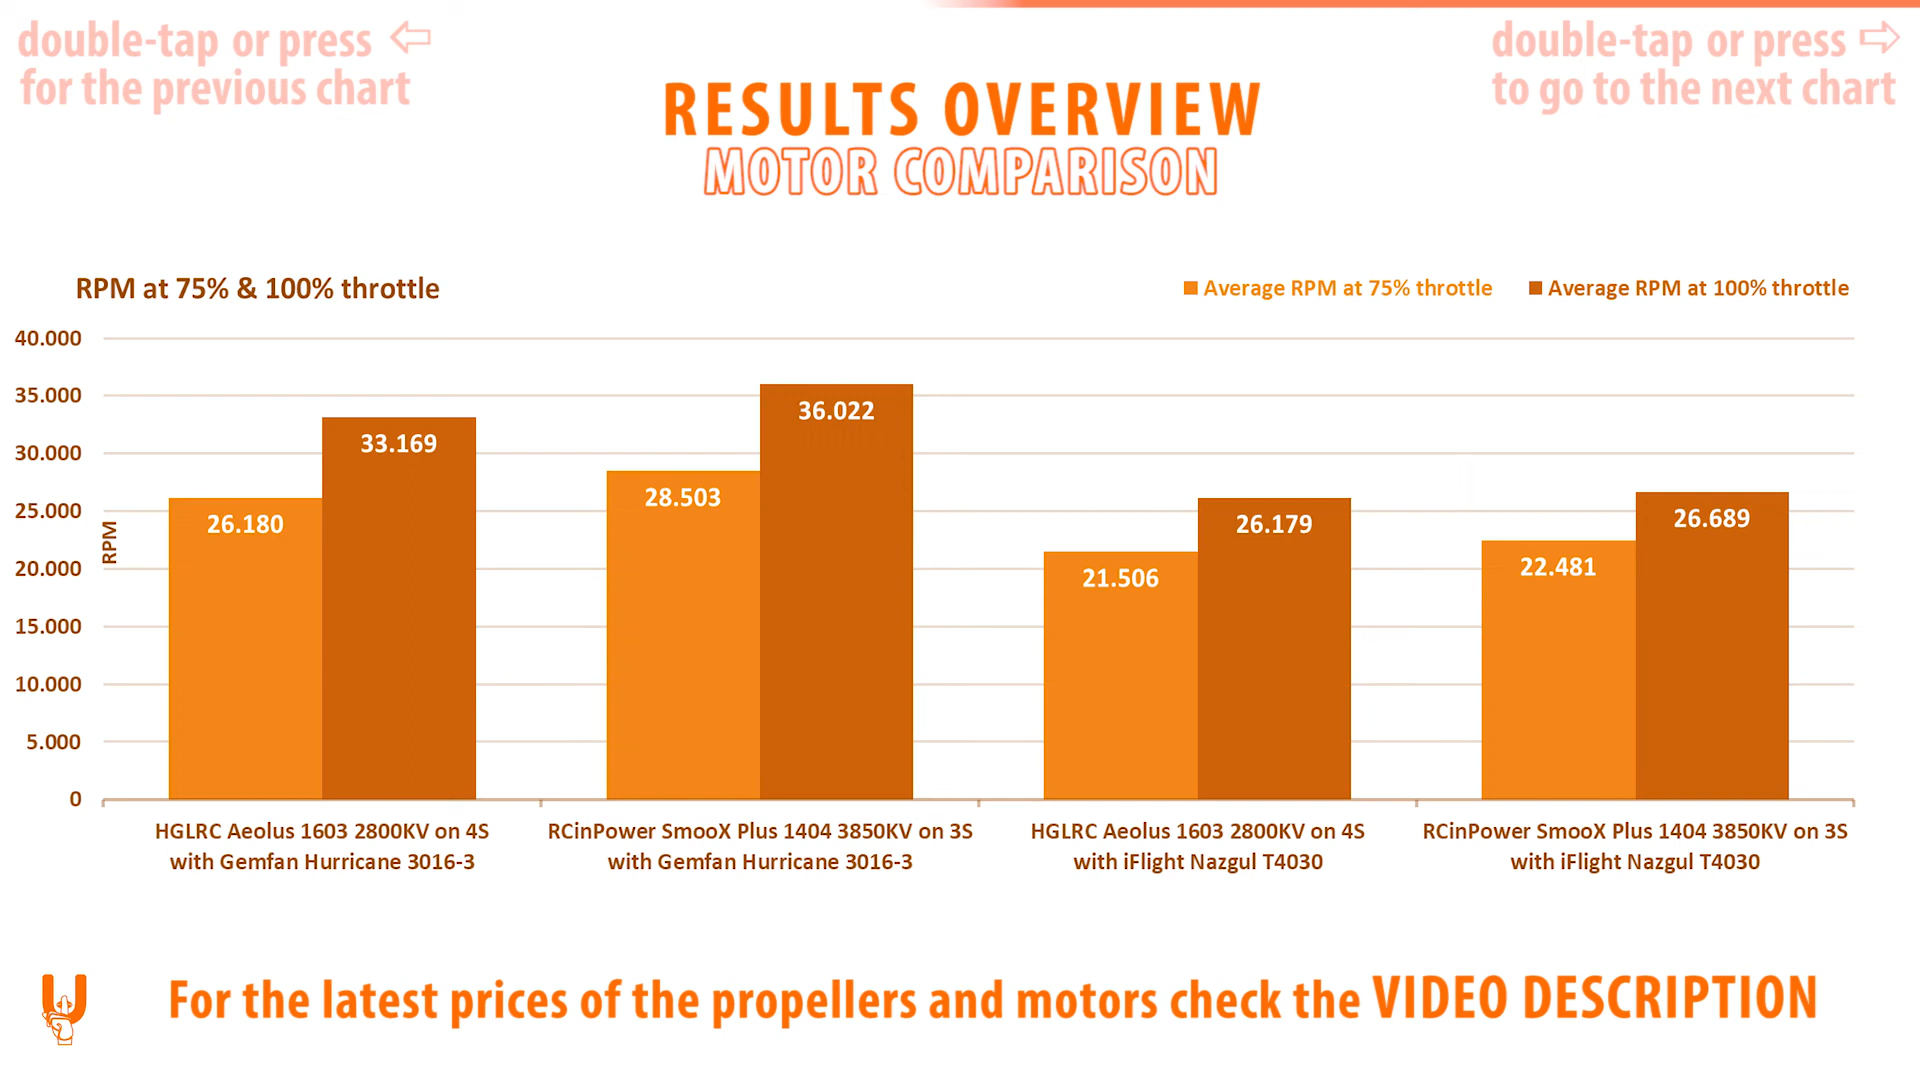 double-tap or press ⇦
for the previous chart
double-tap or press ⇨
to go to the next chart
RESULTS OVERVIEW
MOTOR COMPARISON
RPM at 75% & 100% throttle
Average RPM at 75% throttle
Average RPM at 100% throttle
40.000
35.000
30.000
25.000
20.000
15.000
10.000
5.000
0
RPM
26.180
33.169
28.503
36.022
21.506
26.179
22.481
26.689
HGLRC Aeolus 1603 2800KV on 4S
with Gemfan Hurricane 3016-3
RCinPower SmooX Plus 1404 3850KV on 3S
with Gemfan Hurricane 3016-3
HGLRC Aeolus 1603 2800KV on 4S
with iFlight Nazgul T4030
RCinPower SmooX Plus 1404 3850KV on 3S
with iFlight Nazgul T4030
For the latest prices of the propellers and motors check the VIDEO DESCRIPTION